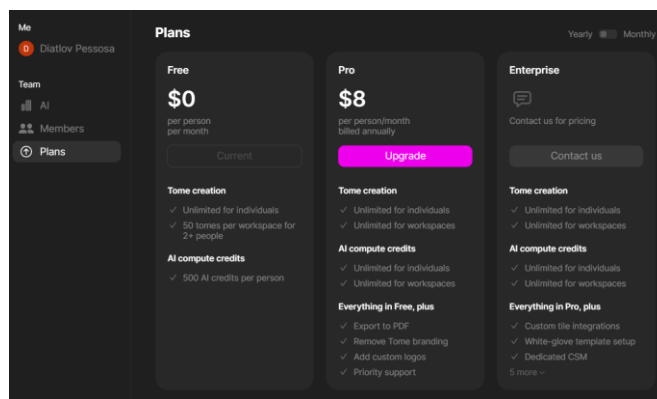 Me
Diatlov Pessosa
Team
AI
Members
Plans
Plans
Yearly
Monthly
Free
$0
per person
per month
Current
Tome creation
Unlimited for individuals
50 tomes per workspace for
2+ people
AI compute credits
500 AI credits per person
Pro
$8
per person/month
billed annually
Upgrade
Tome creation
Unlimited for individuals
Unlimited for workspaces
AI compute credits
Unlimited for individuals
Unlimited for workspaces
Everything in Free, plus
Export to PDF
Remove Tome branding
Add custom logos
Priority support
Enterprise
Contact us for pricing
Contact us
Tome creation
Unlimited for individuals
Unlimited for workspaces
AI compute credits
Unlimited for individuals
Unlimited for workspaces
Everything in Pro, plus
Custom tile integrations
White-glove template setup
Dedicated CSM
5 more